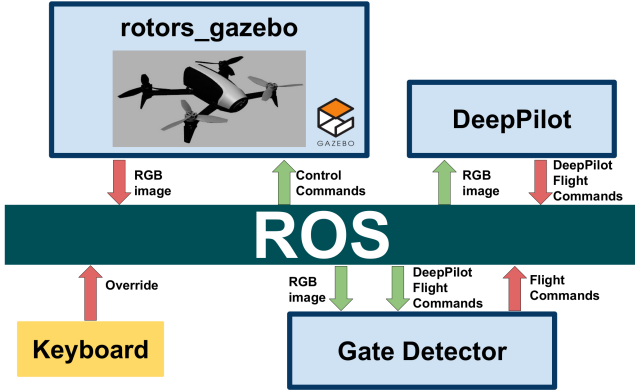 rotors_gazebo
GAZEBO
DeepPilot
RGB
image
Control
Commands
RGB
image
DeepPilot
Flight
Commands
ROS
Override
RGB
image
DeepPilot
Flight
Commands
Flight
Commands
Keyboard
Gate Detector